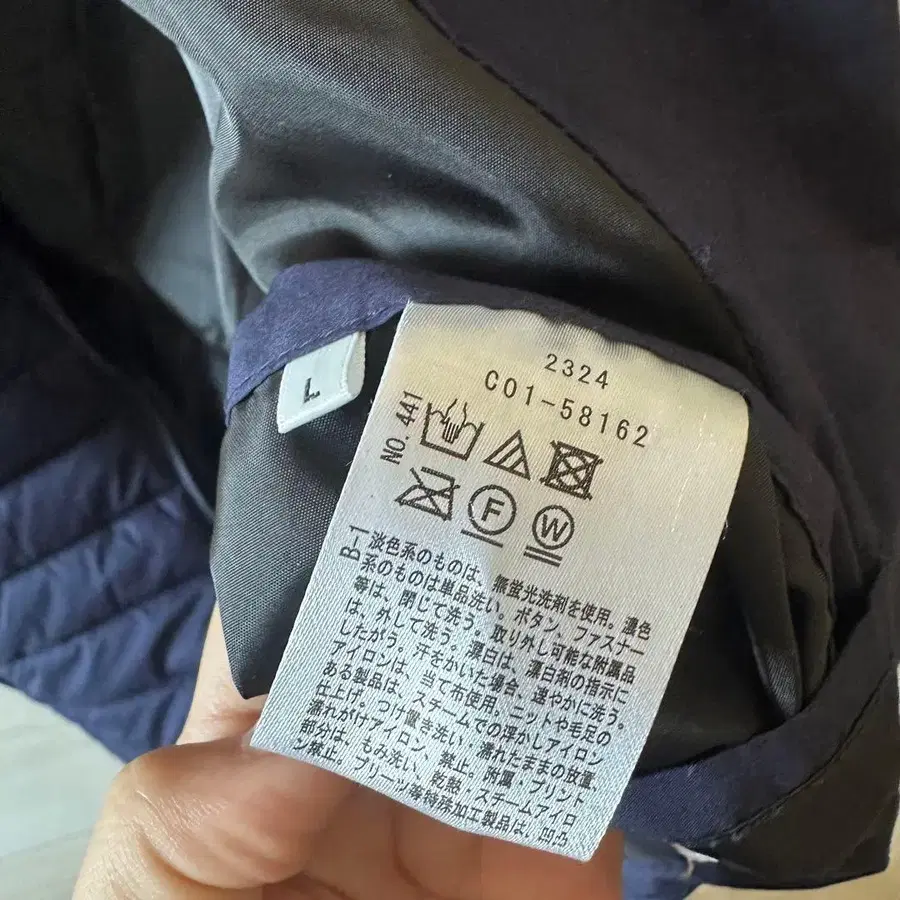 L
2324
C01-58162
NO. 441
F
W
B-1
淡色系のものは、無蛍光洗剤を使用。濃色
系のものは単品洗い。ボタン、ファスナー
等は、閉じて洗う。取り外し可能な附属品
は、外して洗う。漂白は、漂白剤の指示に
したがう。汗をかいた場合、速やかに洗う。
アイロンは、当て布使用。ニットや毛足の
ある製品は、スチームでの浮かしアイロン
仕上げ。つけ置き洗い・濡れたままの放置、
濡れがけアイロン、禁止。附属・プリント
部分は、もみ洗い、乾熱・スチームアイロ
ン禁止。プリーツ等特殊加工製品は、凹凸